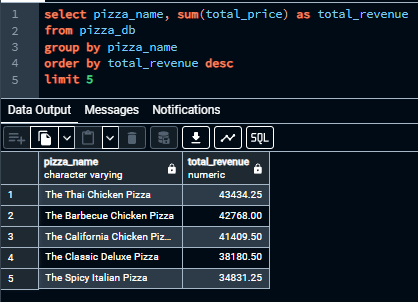 1 select pizza_name, sum(total_price) as total_revenue
2 from pizza_db
3 group by pizza_name
4 order by total_revenue desc
5 limit 5
Data Output Messages Notifications
SQL
pizza_name total_revenue
character varying numeric
1 The Thai Chicken Pizza 43434.25
2 The Barbecue Chicken Pizza 42768.00
3 The California Chicken Piz... 41409.50
4 The Classic Deluxe Pizza 38180.50
5 The Spicy Italian Pizza 34831.25